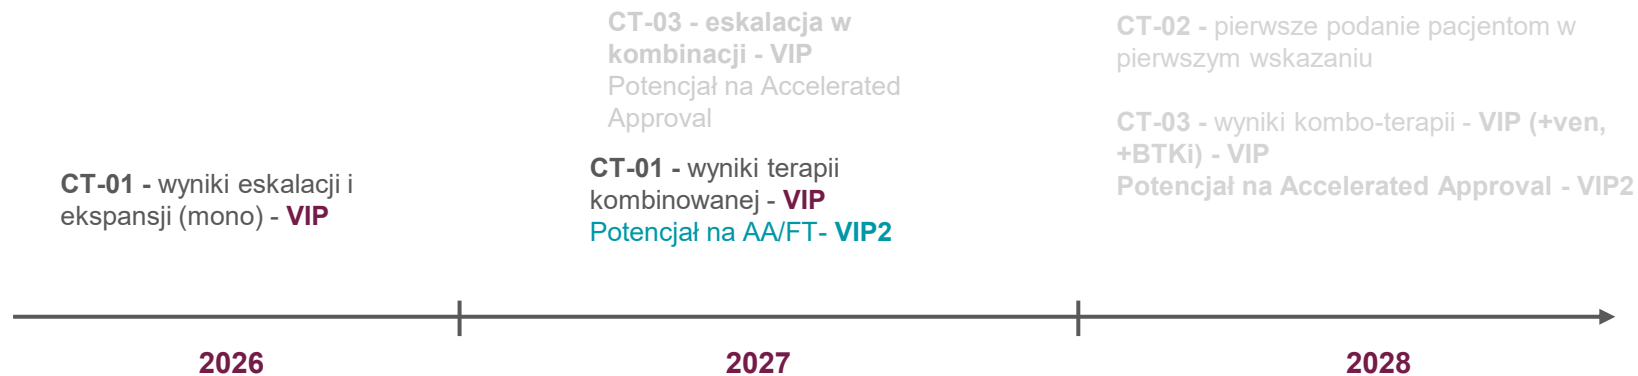 CT-03 - eskalacja w
kombinacji - VIP
Potencjał na Accelerated
Approval
CT-02 - pierwsze podanie pacjentom w
pierwszym wskazaniu
CT-03 - wyniki kombo-terapii - VIP (+ven,
+BTKi) - VIP
Potencjał na Accelerated Approval - VIP2
CT-01 - wyniki eskalacji i
ekspansji (mono) - VIP
CT-01 - wyniki terapii
kombinowanej - VIP
Potencjał na AA/FT- VIP2
2026
2027
2028